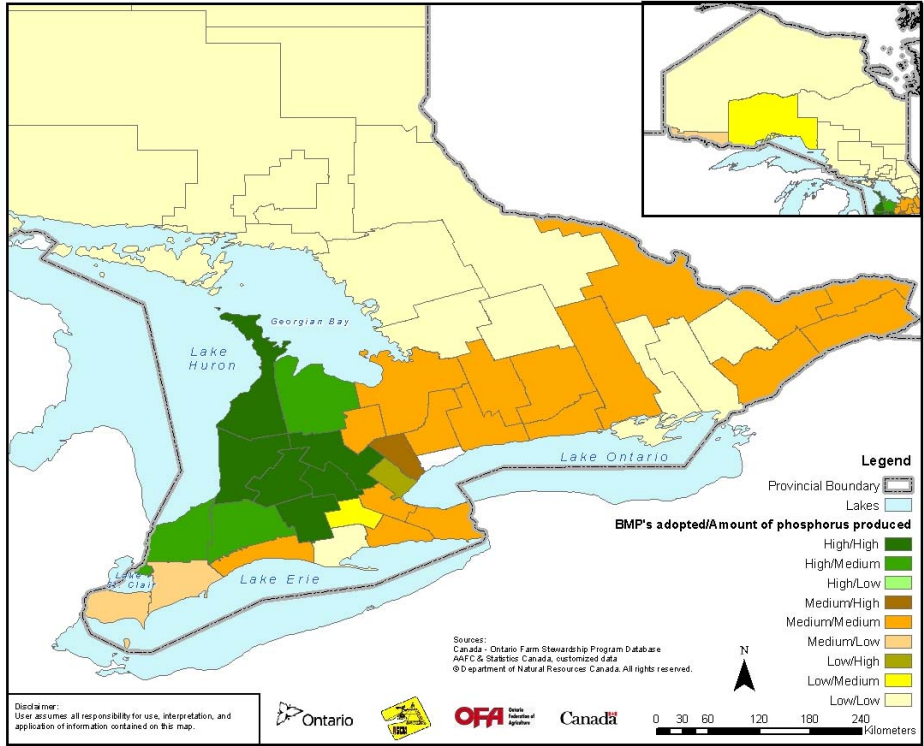 Georgian Bay
Lake
Huron
Lake Ontario
Lake
St. Clair
Lake Erie
Legend
Provincial Boundary
Lakes
BMP's adopted/Amount of phosphorus produced
High/High
High/Medium
High/Low
Medium/High
Medium/Medium
Medium/Low
Low/High
Low/Medium
Low/Low
Sources:
Canada - Ontario Farm Stewardship Program Database
AAFC & Statistics Canada, customized data
© Department of Natural Resources Canada. All rights reserved.
N
Disclaimer:
User assumes all responsibility for use, interpretation, and
application of information contained on this map.
Ontario
OFA
Ontario
Federation of
Agriculture
Canada
0 30 60 120 180 240
Kilometers